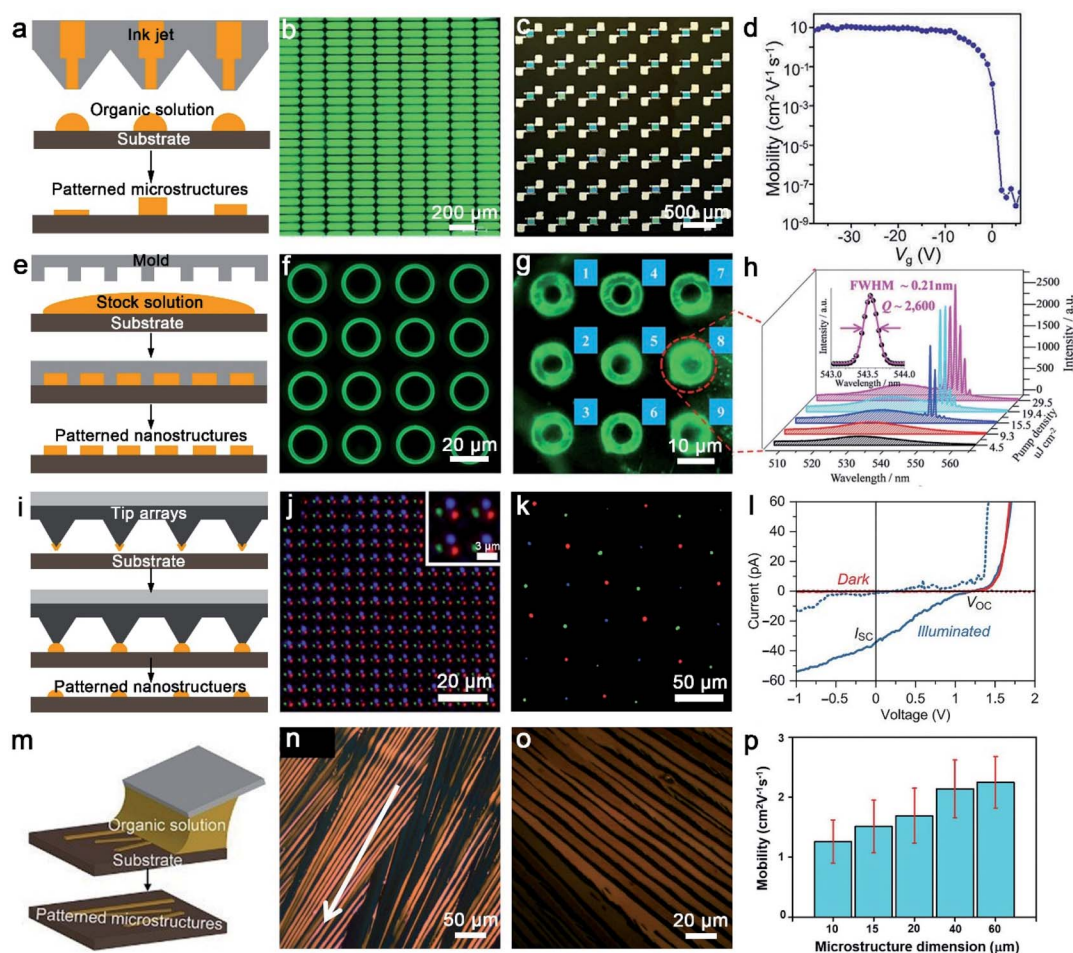 a
Ink jet
Organic solution
Substrate
Patterned microstructures
b
200 µm
c
500 µm
d
Mobility (cm² V⁻¹ s⁻¹)
10
10⁻¹
10⁻³
10⁻⁵
10⁻⁷
10⁻⁹
-30 -20 -10 0
Vg (V)
e
Mold
Stock solution
Substrate
Patterned nanostructures
f
20 µm
g
1 4 7
2 5 8
3 6 9
10 µm
h
FWHM ~ 0.21nm
Q ~ 2,600
Intensity / a.u.
543.0 543.5 544.0
Wavelength / nm
2500
2000
1500
1000
500
0
Intensity / a.u.
29.5
19.4
15.5
9.3
4.5
Pump density
uJ cm⁻²
510 520 530 540 550 560
Wavelength / nm
i
Tip arrays
Substrate
Patterned nanostructuers
j
3 µm
20 µm
k
50 µm
l
Current (pA)
60
40
20
0
-20
-40
60
Dark
VOC
ISC
Illuminated
-1 -0.5 0 0.5 1 1.5 2
Voltage (V)
m
Organic solution
Substrate
Patterned microstructures
n
50 µm
o
20 µm
p
Mobility (cm²V⁻¹s⁻¹)
3
2
1
0
10 15 20 40 60
Microstructure dimension (µm)